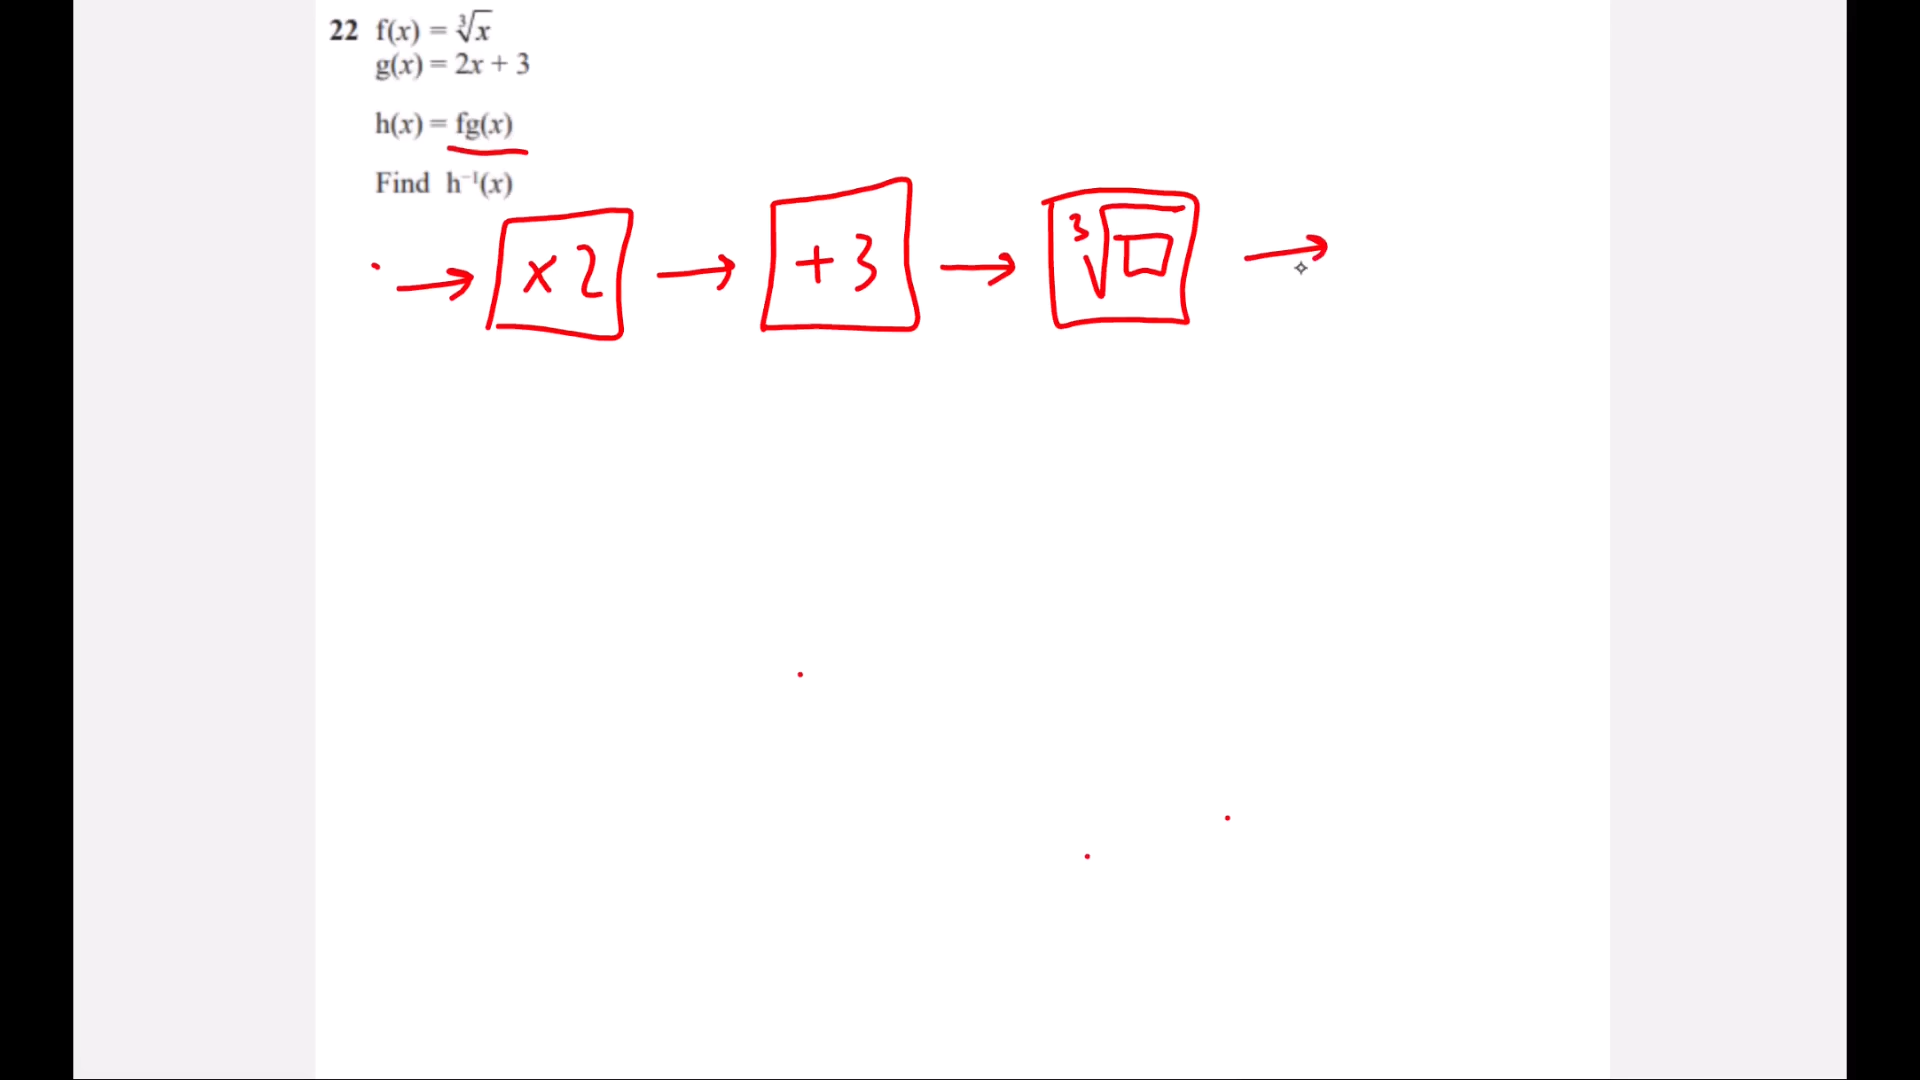 22 f(x) = ∛x
g(x) = 2x + 3
h(x) = fg(x)
Find h⁻¹(x)
→ × 2 → + 3 → ∛□ →